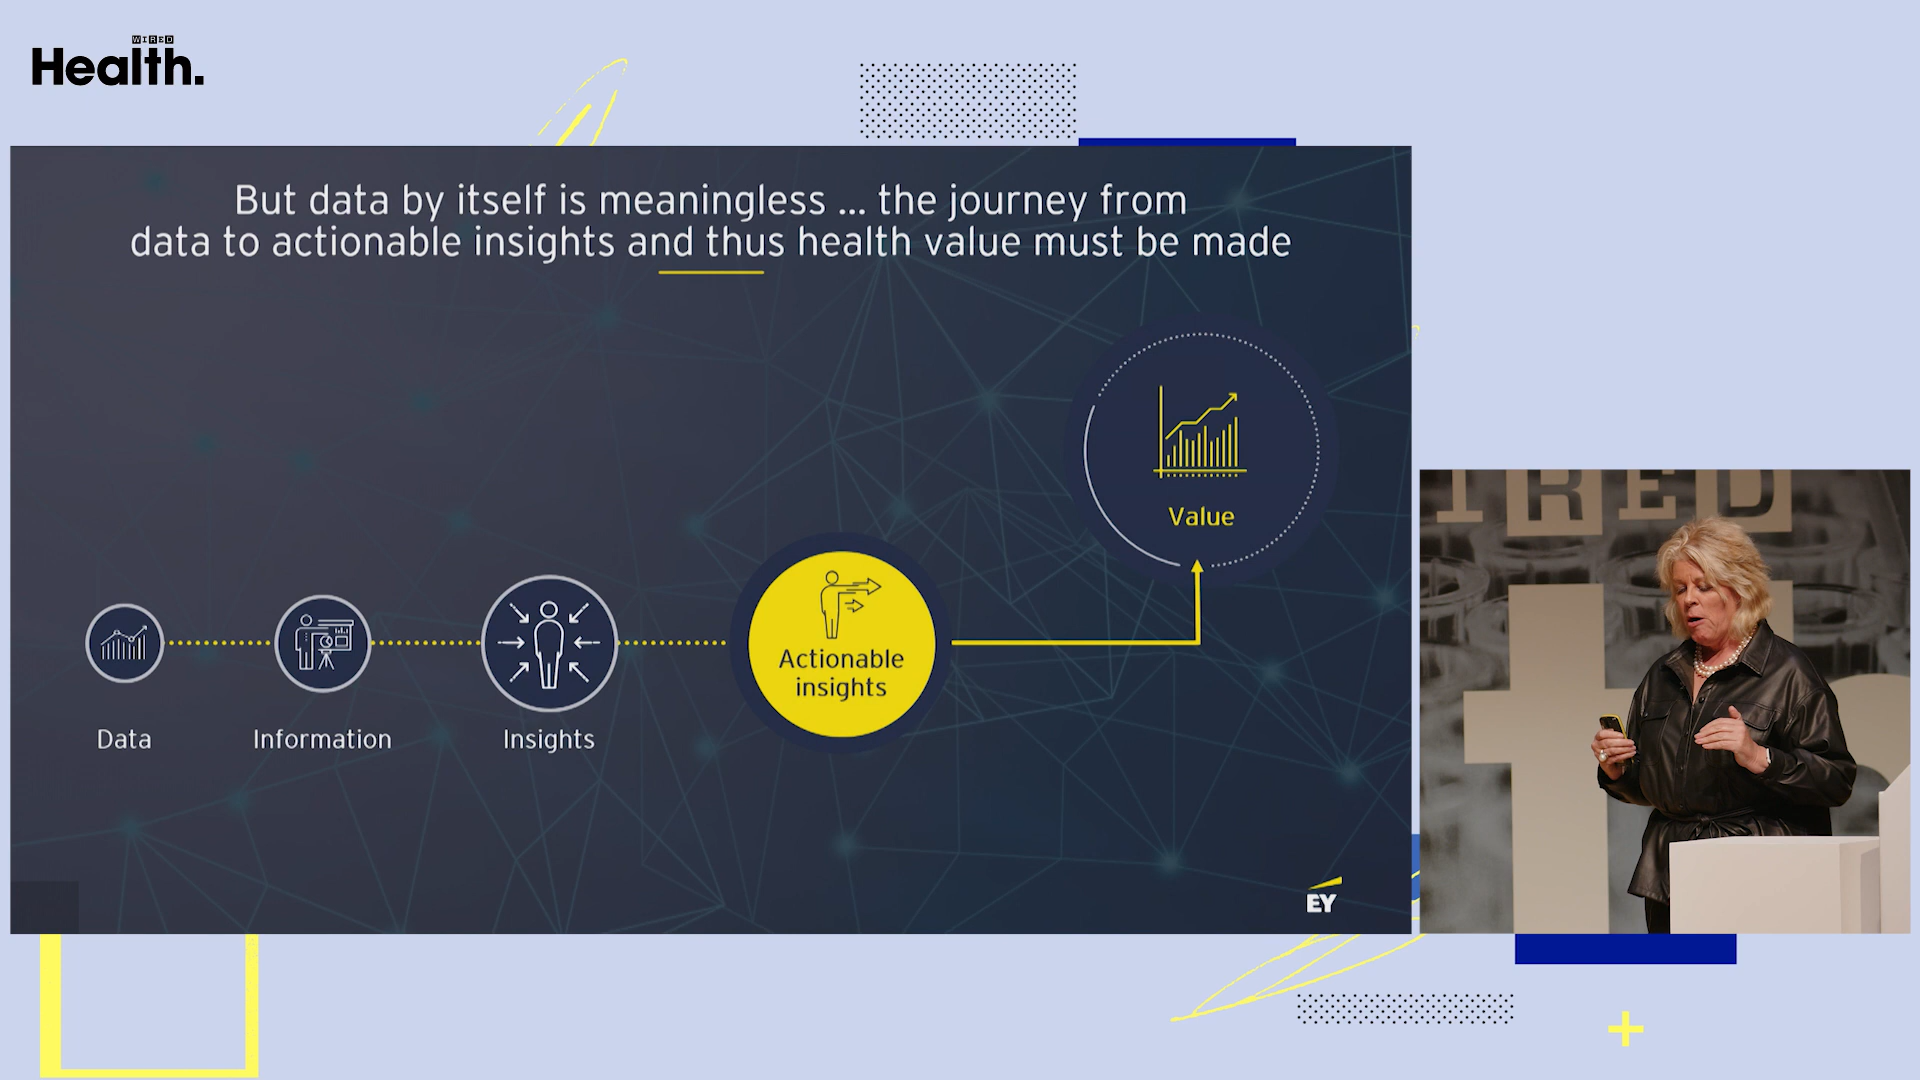 WIRED
Health.
But data by itself is meaningless ... the journey from
data to actionable insights and thus health value must be made
Value
Actionable
insights
Data
Information
Insights
EY
IRED